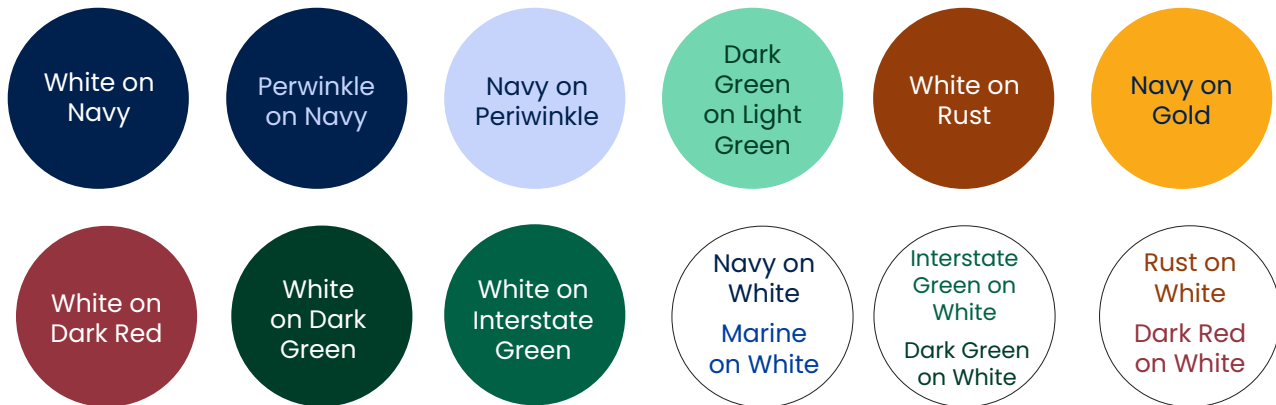 White on
Navy
Perwinkle
on Navy
Navy on
Periwinkle
Dark
Green
on Light
Green
White on
Rust
Navy on
Gold
White on
Dark Red
White
on Dark
Green
White on
Interstate
Green
Navy on
White
Marine
on White
Interstate
Green on
White
Dark Green
on White
Rust on
White
Dark Red
on White